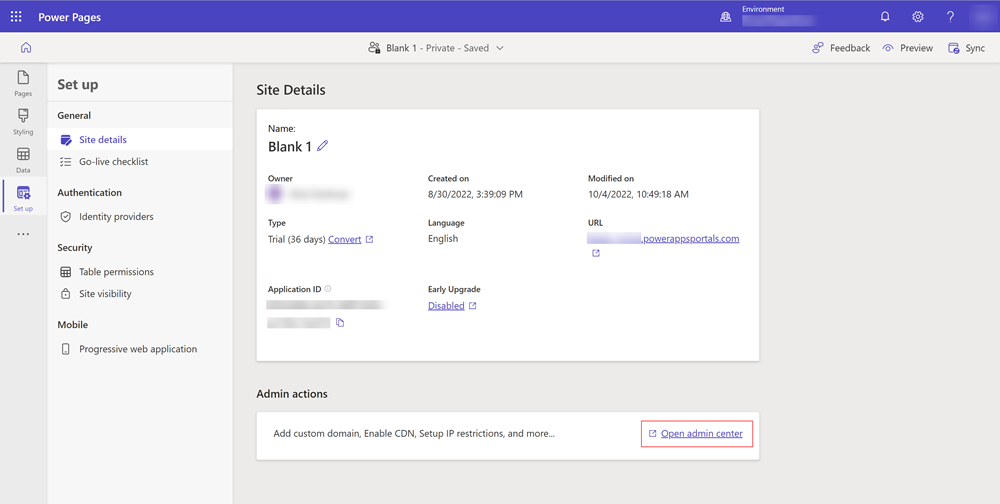 Power Pages
Environment
Blank 1 - Private - Saved
Feedback
Preview
Sync
Pages
Styling
Data
Set up
Set up
General
Site details
Go-live checklist
Authentication
Identity providers
Security
Table permissions
Site visibility
Mobile
Progressive web application
Site Details
Name:
Blank 1
Owner
Created on
8/30/2022, 3:39:09 PM
Modified on
10/4/2022, 10:49:18 AM
Type
Trial (36 days) Convert
Language
English
URL
.powerappsportals.com
Application ID
Early Upgrade
Disabled
Admin actions
Add custom domain, Enable CDN, Setup IP restrictions, and more...
Open admin center